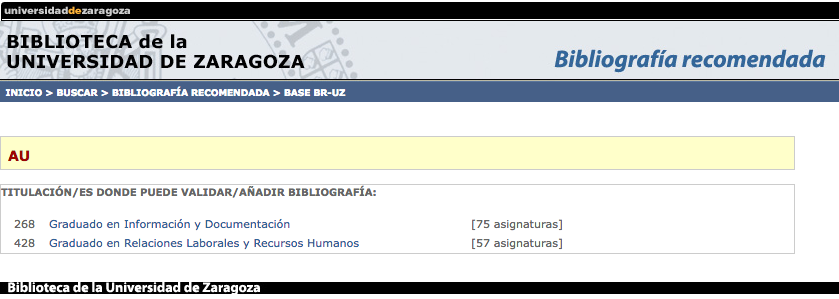 universidaddezaragoza
BIBLIOTECA de la
UNIVERSIDAD DE ZARAGOZA
Bibliografía recomendada
INICIO > BUSCAR > BIBLIOGRAFÍA RECOMENDADA > BASE BR-UZ
AU
TITULACIÓN/ES DONDE PUEDE VALIDAR/AÑADIR BIBLIOGRAFÍA:
268 Graduado en Información y Documentación [75 asignaturas]
428 Graduado en Relaciones Laborales y Recursos Humanos [57 asignaturas]
Biblioteca de la Universidad de Zaragoza